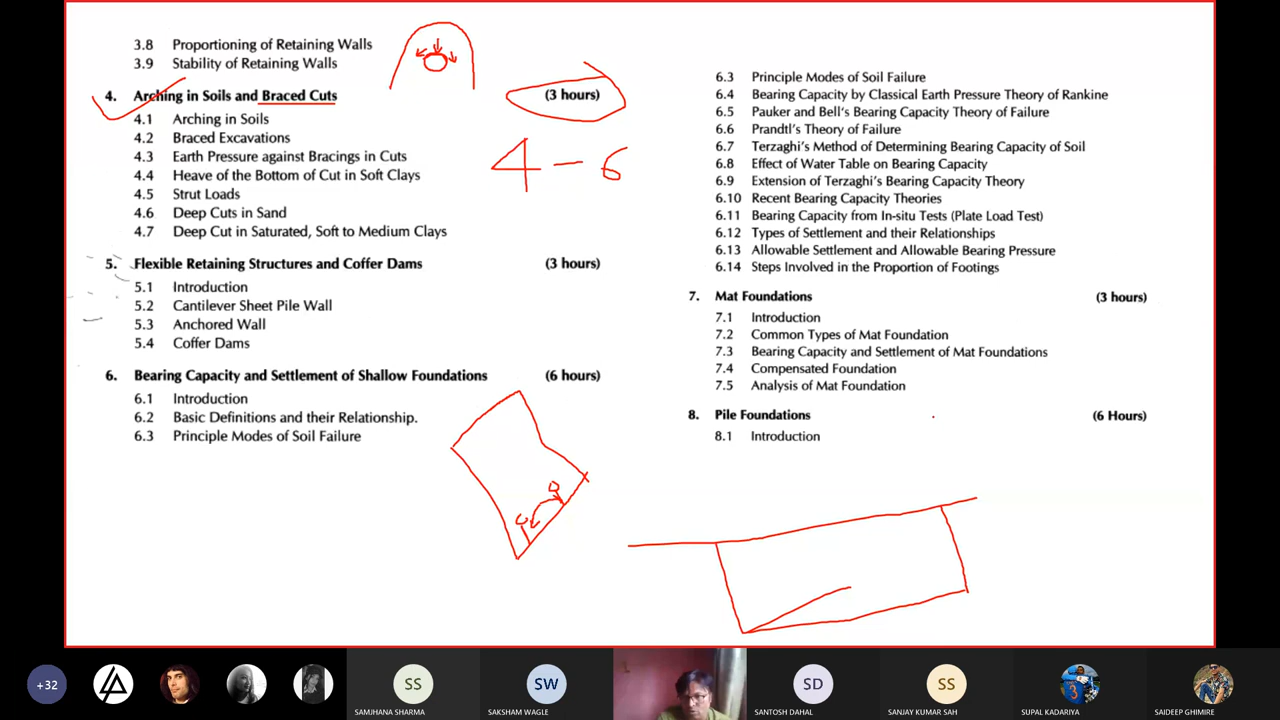 3.8 Proportioning of Retaining Walls
3.9 Stability of Retaining Walls
4. Arching in Soils and Braced Cuts (3 hours)
4.1 Arching in Soils
4.2 Braced Excavations
4.3 Earth Pressure against Bracings in Cuts
4.4 Heave of the Bottom of Cut in Soft Clays
4.5 Strut Loads
4.6 Deep Cuts in Sand
4.7 Deep Cut in Saturated, Soft to Medium Clays
4 – 6
5. Flexible Retaining Structures and Coffer Dams (3 hours)
5.1 Introduction
5.2 Cantilever Sheet Pile Wall
5.3 Anchored Wall
5.4 Coffer Dams
6. Bearing Capacity and Settlement of Shallow Foundations (6 hours)
6.1 Introduction
6.2 Basic Definitions and their Relationship.
6.3 Principle Modes of Soil Failure
6.3 Principle Modes of Soil Failure
6.4 Bearing Capacity by Classical Earth Pressure Theory of Rankine
6.5 Pauker and Bell's Bearing Capacity Theory of Failure
6.6 Prandtl's Theory of Failure
6.7 Terzaghi's Method of Determining Bearing Capacity of Soil
6.8 Effect of Water Table on Bearing Capacity
6.9 Extension of Terzaghi's Bearing Capacity Theory
6.10 Recent Bearing Capacity Theories
6.11 Bearing Capacity from In-situ Tests (Plate Load Test)
6.12 Types of Settlement and their Relationships
6.13 Allowable Settlement and Allowable Bearing Pressure
6.14 Steps Involved in the Proportion of Footings
7. Mat Foundations (3 hours)
7.1 Introduction
7.2 Common Types of Mat Foundation
7.3 Bearing Capacity and Settlement of Mat Foundations
7.4 Compensated Foundation
7.5 Analysis of Mat Foundation
8. Pile Foundations (6 Hours)
8.1 Introduction
+32 SS SW SD SS
SAMJHANA SHARMA SAKSHAM WAGLE SANTOSH DAHAL SANJAY KUMAR SAH SUPAL KADARIYA SAIDEEP GHIMIRE